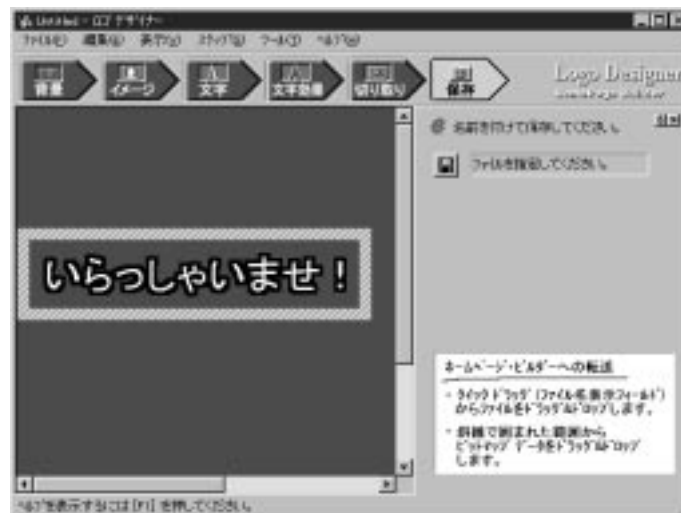 Untitled - ロゴ デザイナー
ファイル(F) 編集(E) 表示(V) ステップ(S) ツール(T) ヘルプ(H)
背景 イメージ 文字 文字効果 切り取り 保存
Logo Designer
名前を付けて保存してください。
ファイルを指定してください。
いらっしゃいませ！
ホームページ・ビルダーへの転送
・クイックドラッグ (ファイル名表示フィールド)
からファイルをドラッグ&ドロップします。
・斜線で囲まれた範囲から
ビットマップ データをドラッグ&ドロップ
します。
ヘルプを表示するには [F1] を押してください。